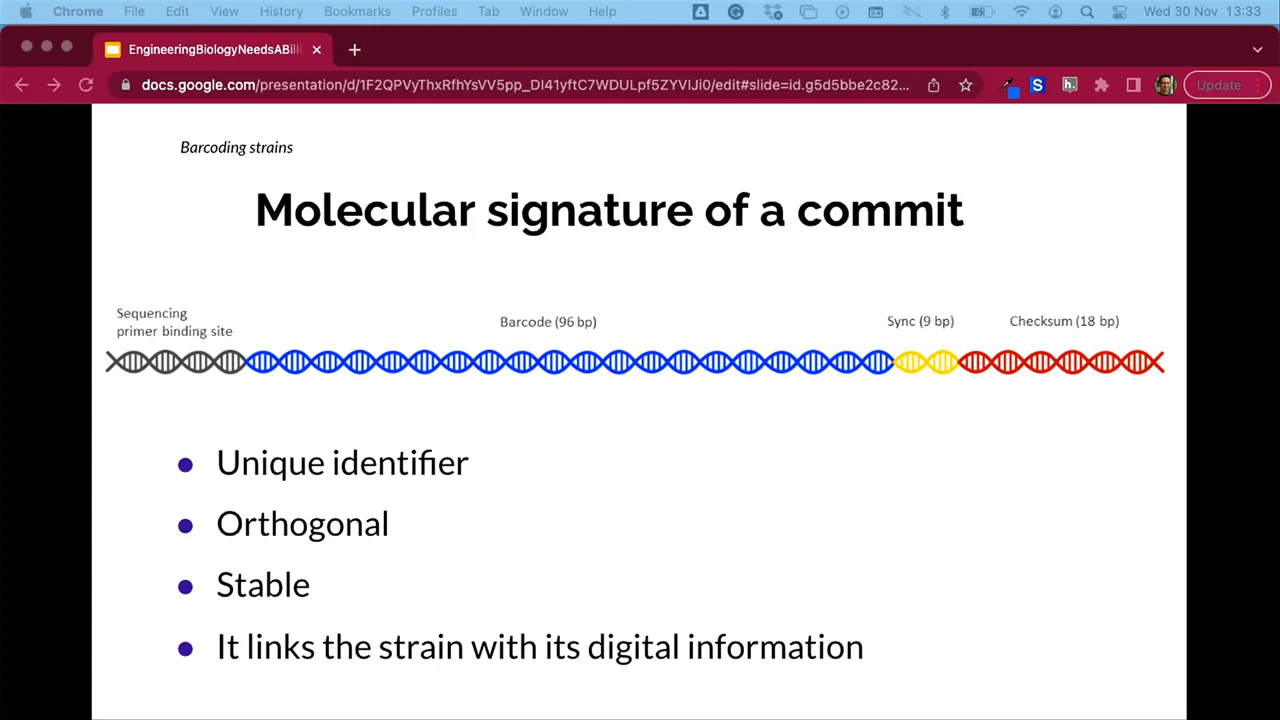 Chrome File Edit View History Bookmarks Profiles Tab Window Help Wed 30 Nov 13:33
EngineeringBiologyNeedsABill
docs.google.com/presentation/d/1F2QPVyThxRfhYsVV5pp_DI41yftC7WDULpf5ZYVIJi0/edit#slide=id.g5d5bbe2c82... S h. Update
Barcoding strains
Molecular signature of a commit
Sequencing
primer binding site
Barcode (96 bp)
Sync (9 bp)
Checksum (18 bp)
Unique identifier
Orthogonal
Stable
It links the strain with its digital information